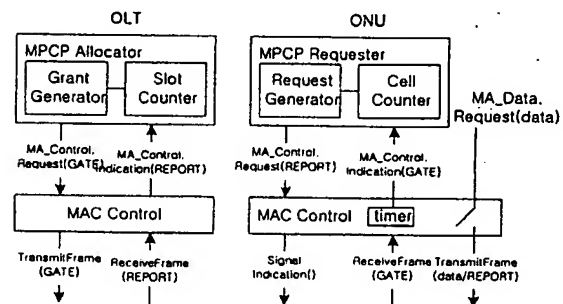 OLT
MPCP Allocator
Grant
Generator
Slot
Counter
MA_Control.
Request(GATE)
MA_Control.
Indication(REPORT)
MAC Control
TransmitFrame
(GATE)
ReceiveFrame
(REPORT)
ONU
MPCP Requester
Request
Generator
Cell
Counter
MA_Data.
Request(data)
MA_Control.
Request(REPORT)
MA_Control.
Indication(GATE)
MAC Control
timer
Signal
Indication()
ReceiveFrame
(GATE)
TransmitFrame
(data/REPORT)